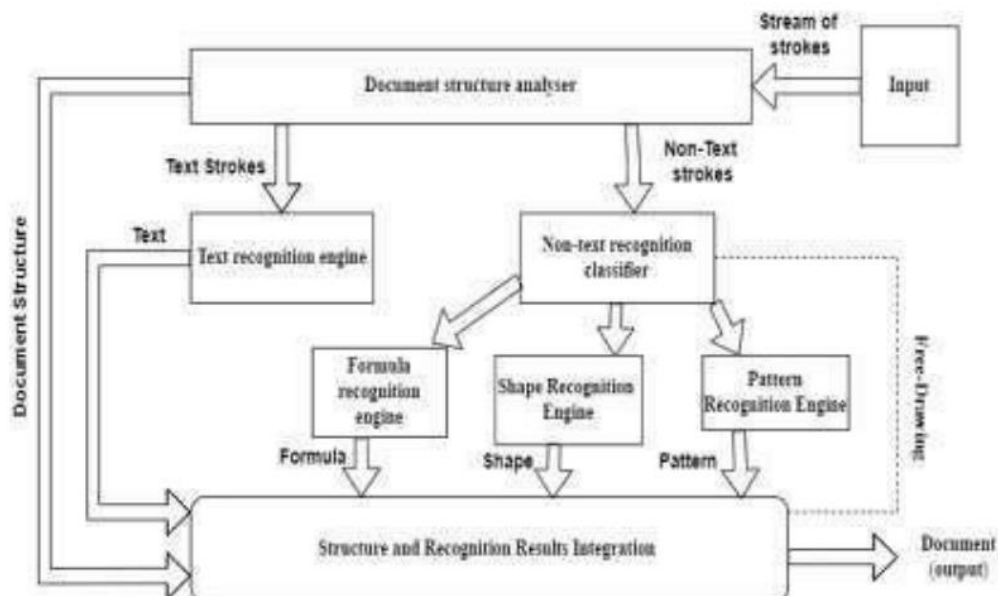 Stream of
strokes
Document structure analyser
Input
Text Strokes
Non-Text
strokes
Document Structure
Text
Text recognition engine
Non-text recognition
classifier
Free-Drawing
Formula
recognition
engine
Shape Recognition
Engine
Pattern
Recognition Engine
Formula
Shape
Pattern
Structure and Recognition Results Integration
Document
(output)